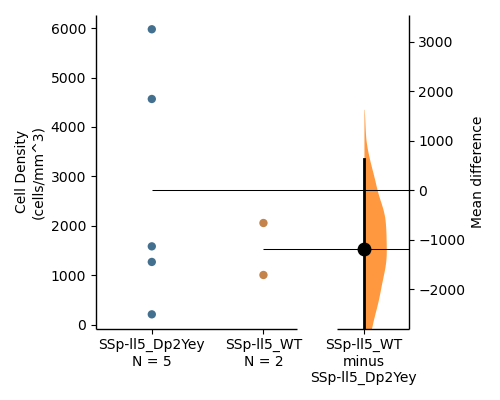 6000
5000
4000
3000
2000
1000
0
Cell Density
(cells/mm^3)
3000
2000
1000
0
−1000
−2000
Mean difference
SSp-ll5_Dp2Yey
N = 5
SSp-ll5_WT
N = 2
SSp-ll5_WT
minus
SSp-ll5_Dp2Yey